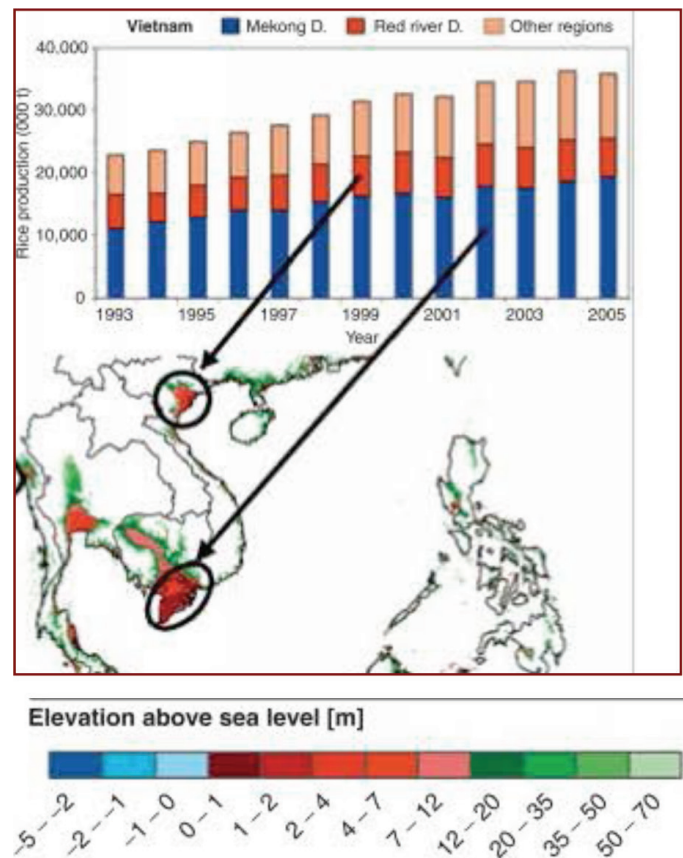 Vietnam Mekong D. Red river D. Other regions
Rice production (000 t)
40,000
30,000
20,000
10,000
0
1993 1995 1997 1999 2001 2003 2005
Year
Elevation above sea level [m]
-5 – -2 -2 – -1 -1 – 0 0 – 1 1 – 2 2 – 4 4 – 7 7 – 12 12 – 20 20 – 35 35 – 50 50 – 70